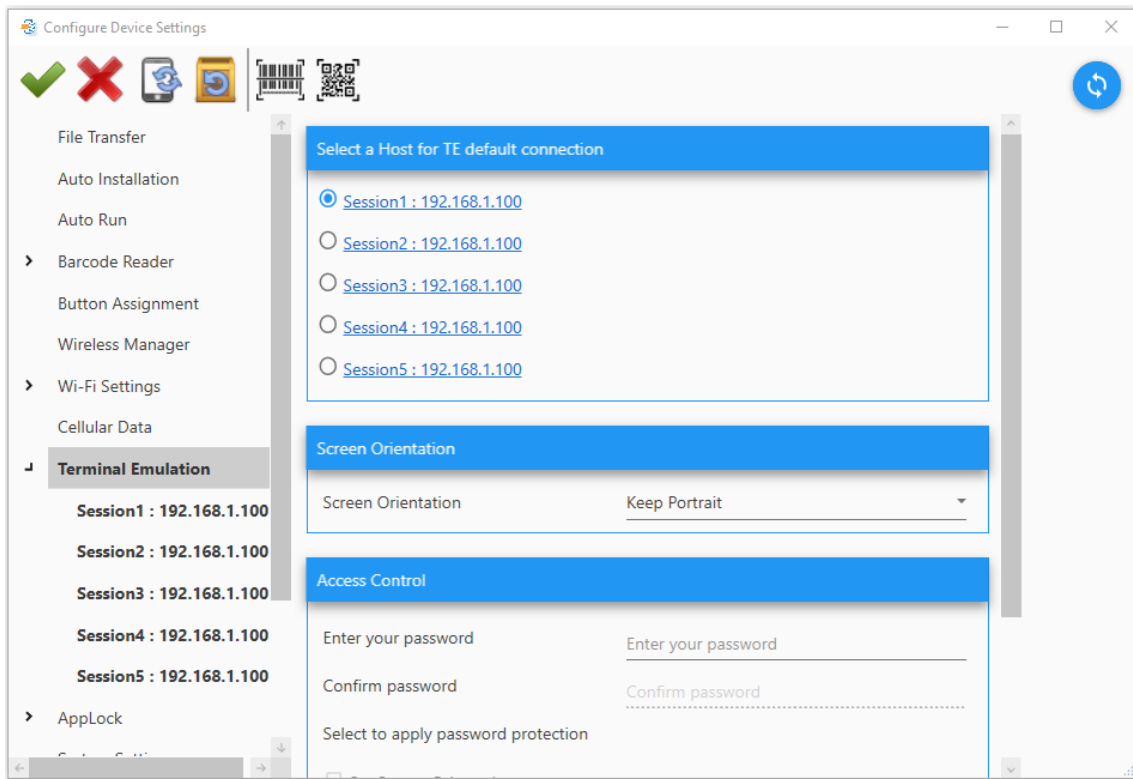 Configure Device Settings
File Transfer
Auto Installation
Auto Run
Barcode Reader
Button Assignment
Wireless Manager
Wi-Fi Settings
Cellular Data
Terminal Emulation
Session1 : 192.168.1.100
Session2 : 192.168.1.100
Session3 : 192.168.1.100
Session4 : 192.168.1.100
Session5 : 192.168.1.100
AppLock
Select a Host for TE default connection
Session1 : 192.168.1.100
Session2 : 192.168.1.100
Session3 : 192.168.1.100
Session4 : 192.168.1.100
Session5 : 192.168.1.100
Screen Orientation
Screen Orientation Keep Portrait
Access Control
Enter your password Enter your password
Confirm password Confirm password
Select to apply password protection